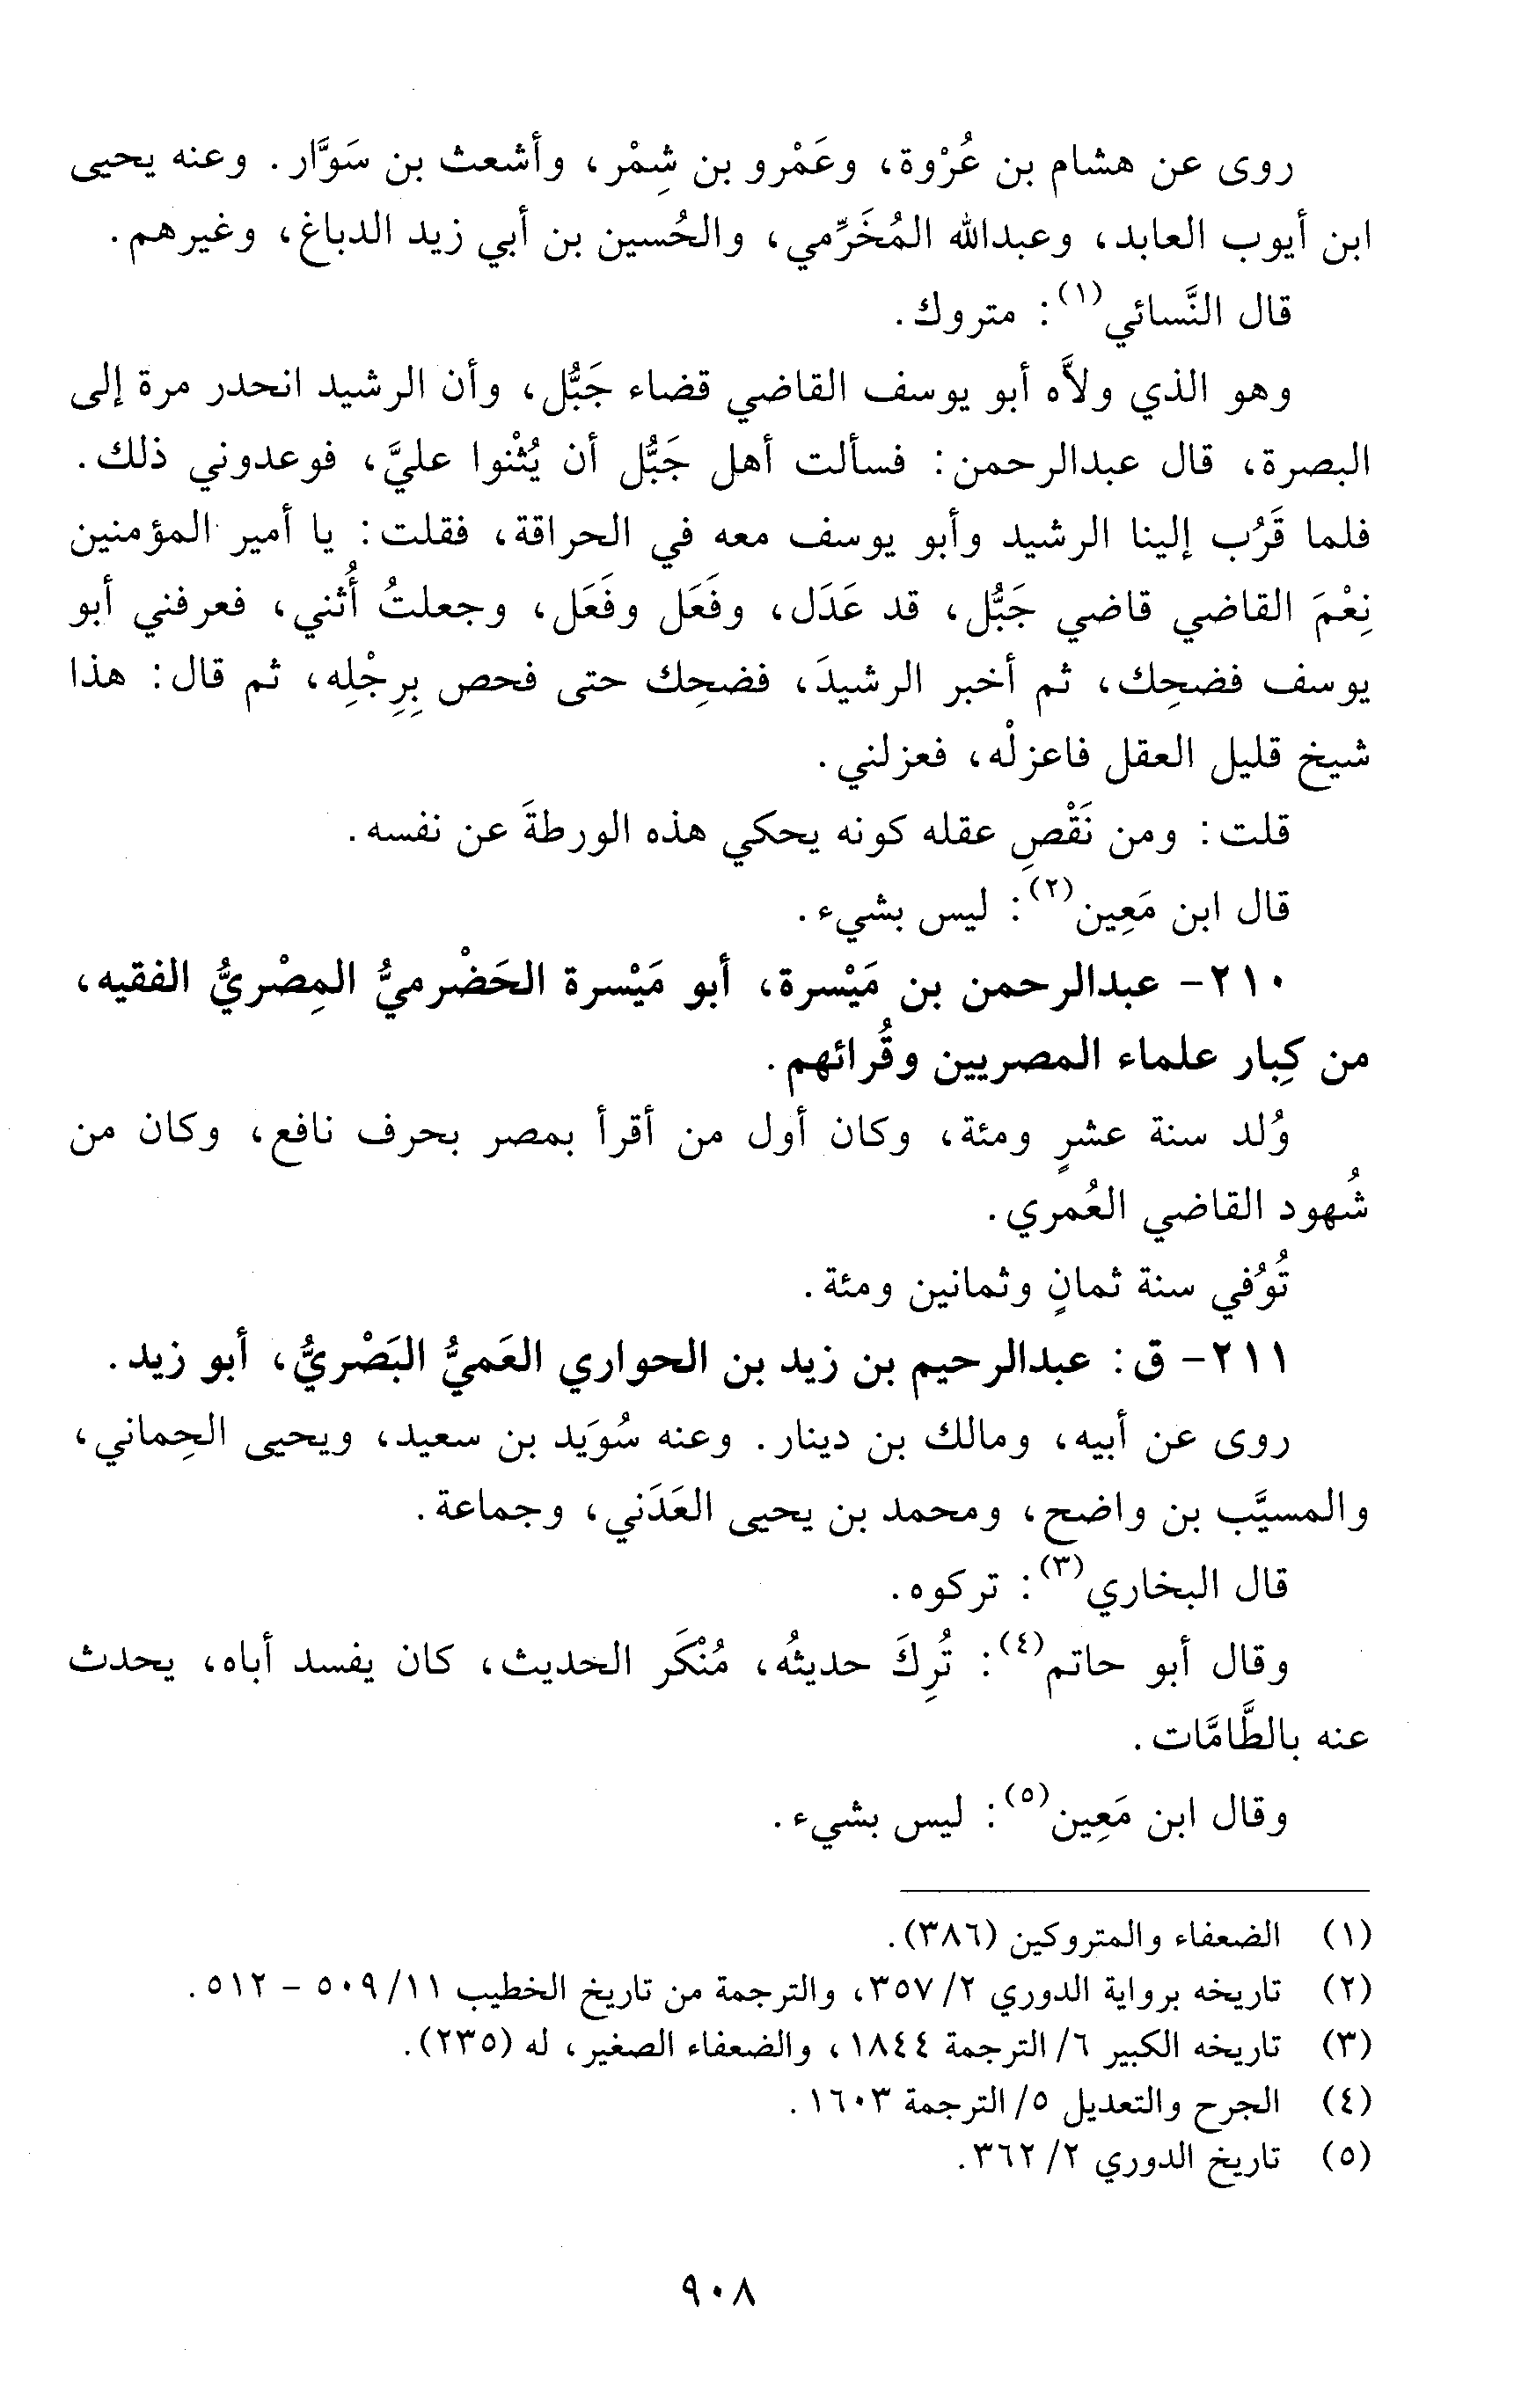 روى عن هشام بن عُرْوة، وعَمْرو بن شِمْر، وأشعث بن سَوَّار. وعنه يحيى
ابن أيوب العابد، وعبدالله المُخَرِّمي، والحُسين بن أبي زيد الدباغ، وغيرهم.
قال النَّسائي(١): متروك.
وهو الذي ولاَّه أبو يوسف القاضي قضاء جَبُّل، وأن الرشيد انحدر مرة إلى
البصرة، قال عبدالرحمن: فسألت أهل جَبُّل أن يُثْنوا عليَّ، فوعدوني ذلك.
فلما قَرُب إلينا الرشيد وأبو يوسف معه في الحراقة، فقلت: يا أمير المؤمنين
نِعْمَ القاضي قاضي جَبُّل، قد عَدَل، وفَعَل وفَعَل، وجعلتُ أُثني، فعرفني أبو
يوسف فضحِك، ثم أخبر الرشيدَ، فضحِك حتى فحص بِرِجْلِه، ثم قال: هذا
شيخ قليل العقل فاعزلْه، فعزلني.
قلت: ومن نَقْصِ عقله كونه يحكي هذه الورطةَ عن نفسه.
قال ابن مَعِين(٢): ليس بشيء.
٢١٠- عبدالرحمن بن مَيْسرة، أبو مَيْسرة الحَضْرميُّ المِصْريُّ الفقيه،
من كِبار علماء المصريين وقُرائهم.
وُلد سنة عشرٍ ومئة، وكان أول من أقرأ بمصر بحرف نافع، وكان من
شُهود القاضي العُمري.
تُوُفي سنة ثمانٍ وثمانين ومئة.
٢١١- ق: عبدالرحيم بن زيد بن الحواري العَميُّ البَصْريُّ، أبو زيد.
روى عن أبيه، ومالك بن دينار. وعنه سُوَيد بن سعيد، ويحيى الحِماني،
والمسيَّب بن واضح، ومحمد بن يحيى العَدَني، وجماعة.
قال البخاري(٣): تركوه.
وقال أبو حاتم(٤): تُرِكَ حديثُه، مُنْكَر الحديث، كان يفسد أباه، يحدث
عنه بالطَّامَّات.
وقال ابن مَعِين(٥): ليس بشيء.
(١) الضعفاء والمتروكين (٣٨٦).
(٢) تاريخه برواية الدوري ٢/ ٣٥٧، والترجمة من تاريخ الخطيب ١١/ ٥٠٩ - ٥١٢.
(٣) تاريخه الكبير ٦/ الترجمة ١٨٤٤، والضعفاء الصغير، له (٢٣٥).
(٤) الجرح والتعديل ٥/ الترجمة ١٦٠٣.
(٥) تاريخ الدوري ٢/ ٣٦٢.
٩٠٨